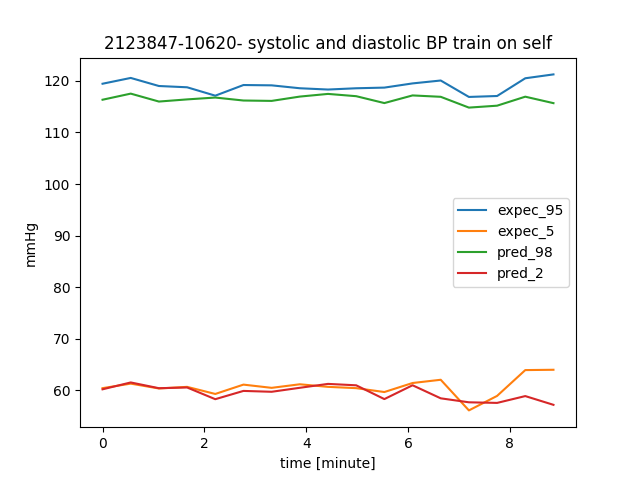 2123847-10620- systolic and diastolic BP train on self
120
110
100
90
80
70
60
mmHg
expec_95
expec_5
pred_98
pred_2
0 2 4 6 8
time [minute]